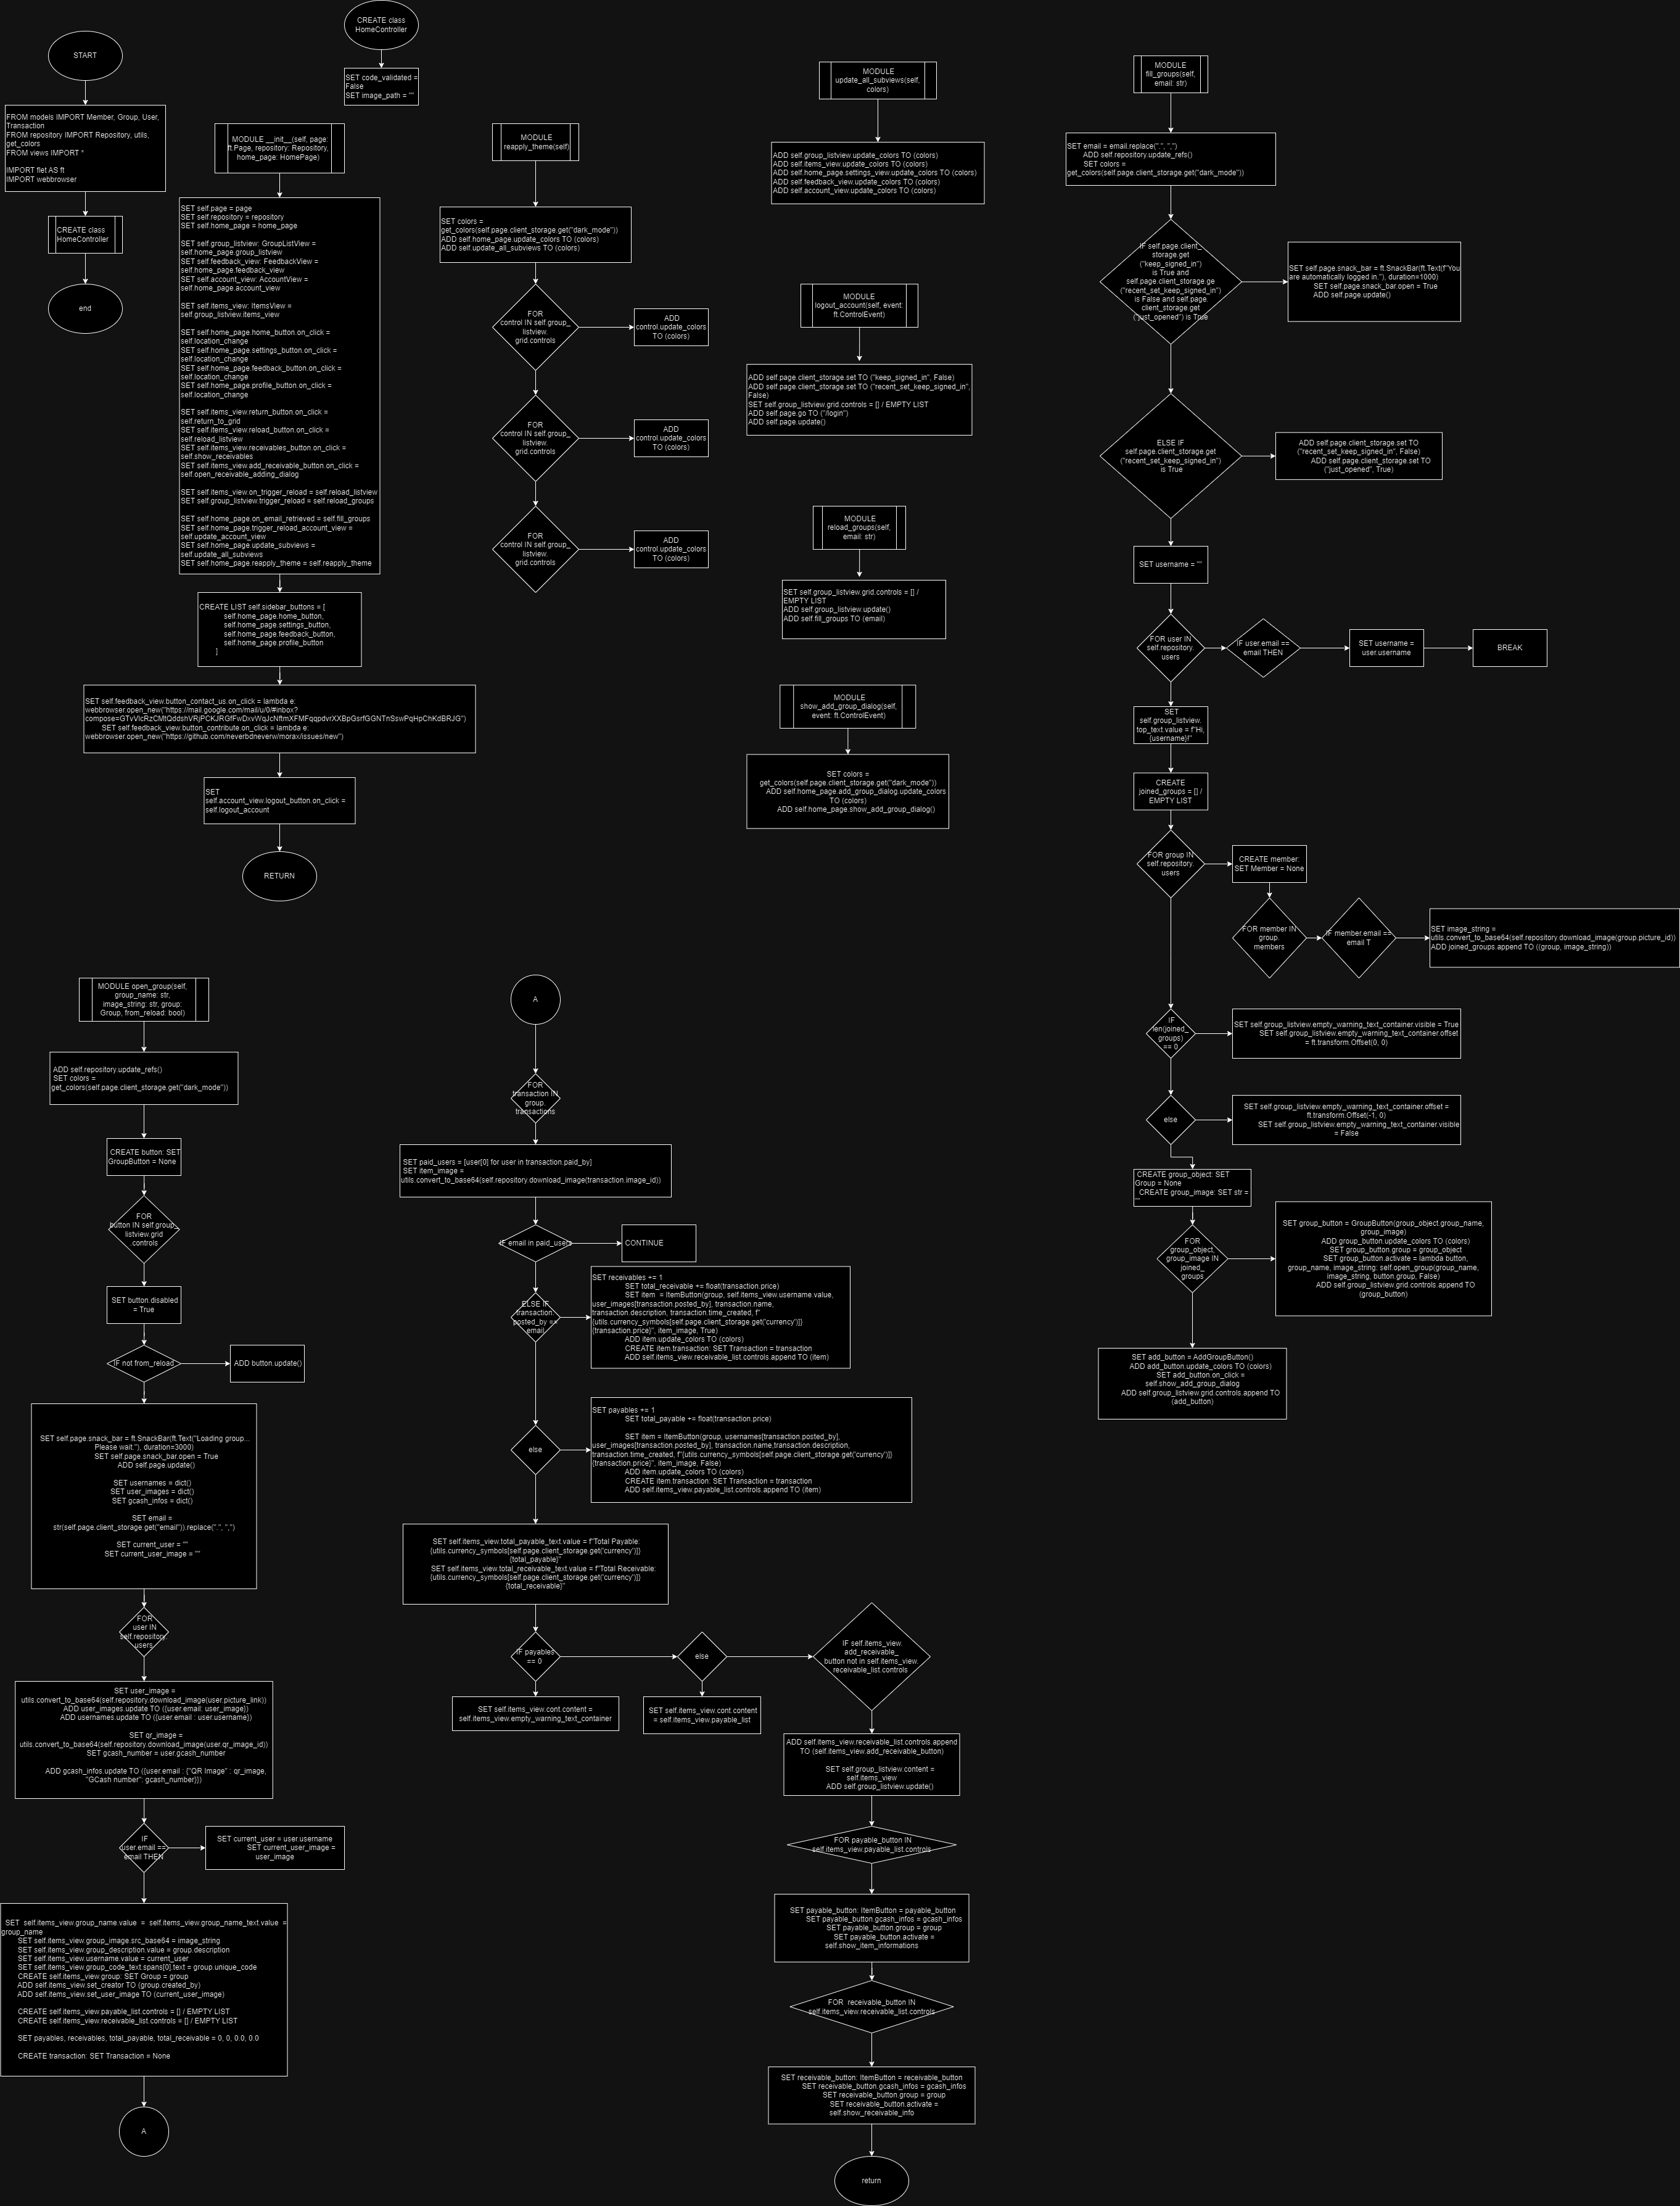 START
FROM models IMPORT Member, Group, User,
Transaction
FROM repository IMPORT Repository, utils,
get_colors
FROM views IMPORT *
IMPORT flet AS ft
IMPORT webbrowser
CREATE class
HomeController
end
CREATE class
HomeController
SET code_validated =
False
SET image_path = ""
MODULE __init__(self, page:
ft.Page, repository: Repository,
home_page: HomePage)
SET self.page = page
SET self.repository = repository
SET self.home_page = home_page
SET self.group_listview: GroupListView =
self.home_page.group_listview
SET self.feedback_view: FeedbackView =
self.home_page.feedback_view
SET self.account_view: AccountView =
self.home_page.account_view
SET self.items_view: ItemsView =
self.group_listview.items_view
SET self.home_page.home_button.on_click =
self.location_change
SET self.home_page.settings_button.on_click =
self.location_change
SET self.home_page.feedback_button.on_click =
self.location_change
SET self.home_page.profile_button.on_click =
self.location_change
SET self.items_view.return_button.on_click =
self.return_to_grid
SET self.items_view.reload_button.on_click =
self.reload_listview
SET self.items_view.receivables_button.on_click =
self.show_receivables
SET self.items_view.add_receivable_button.on_click =
self.open_receivable_adding_dialog
SET self.items_view.on_trigger_reload = self.reload_listview
SET self.group_listview.trigger_reload = self.reload_groups
SET self.home_page.on_email_retrieved = self.fill_groups
SET self.home_page.trigger_reload_account_view =
self.update_account_view
SET self.home_page.update_subviews =
self.update_all_subviews
SET self.home_page.reapply_theme = self.reapply_theme
CREATE LIST self.sidebar_buttons = [
self.home_page.home_button,
self.home_page.settings_button,
self.home_page.feedback_button,
self.home_page.profile_button
]
SET self.feedback_view.button_contact_us.on_click = lambda e:
webbrowser.open_new("https://mail.google.com/mail/u/0/#inbox?
compose=GTvVlcRzCMtQddshVRjPCKJRGfFwDxvWqJcNftmXFMFqqpdvrXXBpGsrfGGNTnSswPqHpChKdBRJG")
SET self.feedback_view.button_contribute.on_click = lambda e:
webbrowser.open_new("https://github.com/neverbdneverw/morax/issues/new")
SET
self.account_view.logout_button.on_click =
self.logout_account
RETURN
MODULE
reapply_theme(self)
SET colors =
get_colors(self.page.client_storage.get("dark_mode"))
ADD self.home_page.update_colors TO (colors)
ADD self.update_all_subviews TO (colors)
FOR
control IN self.group_
listview.
grid.controls
ADD
control.update_colors
TO (colors)
FOR
control IN self.group_
listview.
grid.controls
ADD
control.update_colors
TO (colors)
FOR
control IN self.group_
listview.
grid.controls
ADD
control.update_colors
TO (colors)
MODULE
update_all_subviews(self,
colors)
ADD self.group_listview.update_colors TO (colors)
ADD self.items_view.update_colors TO (colors)
ADD self.home_page.settings_view.update_colors TO (colors)
ADD self.feedback_view.update_colors TO (colors)
ADD self.account_view.update_colors TO (colors)
MODULE
logout_account(self, event:
ft.ControlEvent)
ADD self.page.client_storage.set TO ("keep_signed_in", False)
ADD self.page.client_storage.set TO ("recent_set_keep_signed_in",
False)
SET self.group_listview.grid.controls = [] / EMPTY LIST
ADD self.page.go TO ("/login")
ADD self.page.update()
MODULE
reload_groups(self,
email: str)
SET self.group_listview.grid.controls = [] /
EMPTY LIST
ADD self.group_listview.update()
ADD self.fill_groups TO (email)
MODULE
show_add_group_dialog(self,
event: ft.ControlEvent)
SET colors =
get_colors(self.page.client_storage.get("dark_mode"))
ADD self.home_page.add_group_dialog.update_colors
TO (colors)
ADD self.home_page.show_add_group_dialog()
MODULE
fill_groups(self,
email: str)
SET email = email.replace(".", ",")
ADD self.repository.update_refs()
SET colors =
get_colors(self.page.client_storage.get("dark_mode"))
IF self.page.client_
storage.get
("keep_signed_in")
is True and
self.page.client_storage.ge
("recent_set_keep_signed_in")
is False and self.page.
client_storage.get
("just_opened") is True
SET self.page.snack_bar = ft.SnackBar(ft.Text(f"You
are automatically logged in."), duration=1000)
SET self.page.snack_bar.open = True
ADD self.page.update()
ELSE IF
self.page.client_storage.get
("recent_set_keep_signed_in")
is True
ADD self.page.client_storage.set TO
("recent_set_keep_signed_in", False)
ADD self.page.client_storage.set TO
("just_opened", True)
SET username = ""
FOR user IN
self.repository.
users
IF user.email ==
email THEN
SET username =
user.username
BREAK
SET
self.group_listview.
top_text.value = f"Hi,
{username}!"
CREATE
joined_groups = [] /
EMPTY LIST
FOR group IN
self.repository.
users
CREATE member:
SET Member = None
FOR member IN
group.
members
IF member.email ==
email T
SET image_string =
utils.convert_to_base64(self.repository.download_image(group.picture_id))
ADD joined_groups.append TO ((group, image_string))
IF
len(joined_
groups)
== 0
SET self.group_listview.empty_warning_text_container.visible = True
SET self.group_listview.empty_warning_text_container.offset
= ft.transform.Offset(0, 0)
else
SET self.group_listview.empty_warning_text_container.offset =
ft.transform.Offset(-1, 0)
SET self.group_listview.empty_warning_text_container.visible
= False
CREATE group_object: SET
Group = None
CREATE group_image: SET str =
""
FOR
group_object,
group_image IN
joined_
groups
SET group_button = GroupButton(group_object.group_name,
group_image)
ADD group_button.update_colors TO (colors)
SET group_button.group = group_object
SET group_button.activate = lambda button,
group_name, image_string: self.open_group(group_name,
image_string, button.group, False)
ADD self.group_listview.grid.controls.append TO
(group_button)
SET add_button = AddGroupButton()
ADD add_button.update_colors TO (colors)
SET add_button.on_click =
self.show_add_group_dialog
ADD self.group_listview.grid.controls.append TO
(add_button)
MODULE open_group(self,
group_name: str,
image_string: str, group:
Group, from_reload: bool)
ADD self.repository.update_refs()
SET colors =
get_colors(self.page.client_storage.get("dark_mode"))
CREATE button: SET
GroupButton = None
FOR
button IN self.group_
listview.grid
.controls
SET button.disabled
= True
IF not from_reload
ADD button.update()
SET self.page.snack_bar = ft.SnackBar(ft.Text("Loading group...
Please wait."), duration=3000)
SET self.page.snack_bar.open = True
ADD self.page.update()
SET usernames = dict()
SET user_images = dict()
SET gcash_infos = dict()
SET email =
str(self.page.client_storage.get("email")).replace(".", ",")
SET current_user = ""
SET current_user_image = ""
FOR
user IN
self.repository.
users
SET user_image =
utils.convert_to_base64(self.repository.download_image(user.picture_link))
ADD user_images.update TO ({user.email: user_image})
ADD usernames.update TO ({user.email : user.username})
SET qr_image =
utils.convert_to_base64(self.repository.download_image(user.qr_image_id))
SET gcash_number = user.gcash_number
ADD gcash_infos.update TO ({user.email : {"QR Image" : qr_image,
"GCash number": gcash_number}})
IF
user.email ==
email THEN
SET current_user = user.username
SET current_user_image =
user_image
SET self.items_view.group_name.value = self.items_view.group_name_text.value =
group_name
SET self.items_view.group_image.src_base64 = image_string
SET self.items_view.group_description.value = group.description
SET self.items_view.username.value = current_user
SET self.items_view.group_code_text.spans[0].text = group.unique_code
CREATE self.items_view.group: SET Group = group
ADD self.items_view.set_creator TO (group.created_by)
ADD self.items_view.set_user_image TO (current_user_image)
CREATE self.items_view.payable_list.controls = [] / EMPTY LIST
CREATE self.items_view.receivable_list.controls = [] / EMPTY LIST
SET payables, receivables, total_payable, total_receivable = 0, 0, 0.0, 0.0
CREATE transaction: SET Transaction = None
A
A
FOR
transaction IN
group.
transactions
SET paid_users = [user[0] for user in transaction.paid_by]
SET item_image =
utils.convert_to_base64(self.repository.download_image(transaction.image_id))
IF email in paid_users
CONTINUE
ELSE IF
transaction.
posted_by ==
email
SET receivables += 1
SET total_receivable += float(transaction.price)
SET item = ItemButton(group, self.items_view.username.value,
user_images[transaction.posted_by], transaction.name,
transaction.description, transaction.time_created, f"
{utils.currency_symbols[self.page.client_storage.get('currency')]}
{transaction.price}", item_image, True)
ADD item.update_colors TO (colors)
CREATE item.transaction: SET Transaction = transaction
ADD self.items_view.receivable_list.controls.append TO (item)
else
SET payables += 1
SET total_payable += float(transaction.price)
SET item = ItemButton(group, usernames[transaction.posted_by],
user_images[transaction.posted_by], transaction.name,transaction.description,
transaction.time_created, f"{utils.currency_symbols[self.page.client_storage.get('currency')]}
{transaction.price}", item_image, False)
ADD item.update_colors TO (colors)
CREATE item.transaction: SET Transaction = transaction
ADD self.items_view.payable_list.controls.append TO (item)
SET self.items_view.total_payable_text.value = f"Total Payable:
{utils.currency_symbols[self.page.client_storage.get('currency')]}
{total_payable}"
SET self.items_view.total_receivable_text.value = f"Total Receivable:
{utils.currency_symbols[self.page.client_storage.get('currency')]}
{total_receivable}"
IF payables
== 0
else
IF self.items_view.
add_receivable_
button not in self.items_view.
receivable_list.controls
SET self.items_view.cont.content =
self.items_view.empty_warning_text_container
SET self.items_view.cont.content
= self.items_view.payable_list
ADD self.items_view.receivable_list.controls.append
TO (self.items_view.add_receivable_button)
SET self.group_listview.content =
self.items_view
ADD self.group_listview.update()
FOR payable_button IN
self.items_view.payable_list.controls
SET payable_button: ItemButton = payable_button
SET payable_button.gcash_infos = gcash_infos
SET payable_button.group = group
SET payable_button.activate =
self.show_item_informations
FOR receivable_button IN
self.items_view.receivable_list.controls
SET receivable_button: ItemButton = receivable_button
SET receivable_button.gcash_infos = gcash_infos
SET receivable_button.group = group
SET receivable_button.activate =
self.show_receivable_info
return